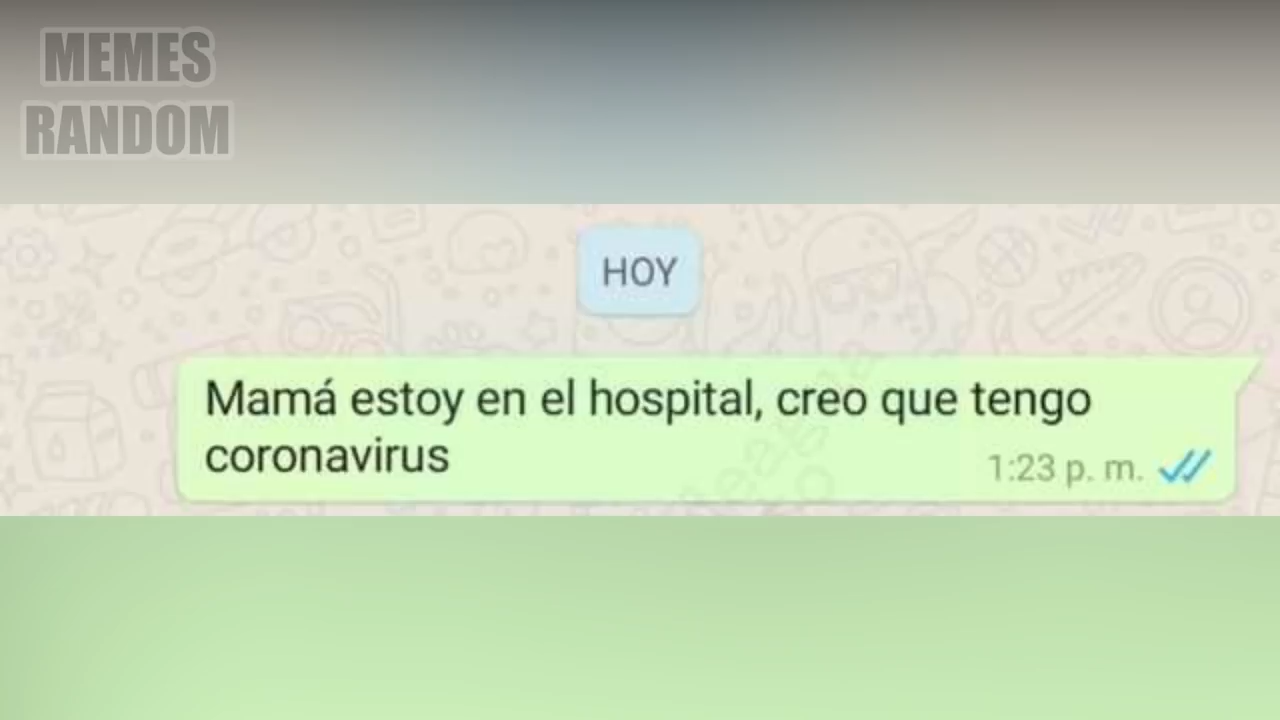 MEMES
RANDOM
HOY
Mamá estoy en el hospital, creo que tengo
coronavirus
1:23 p. m.